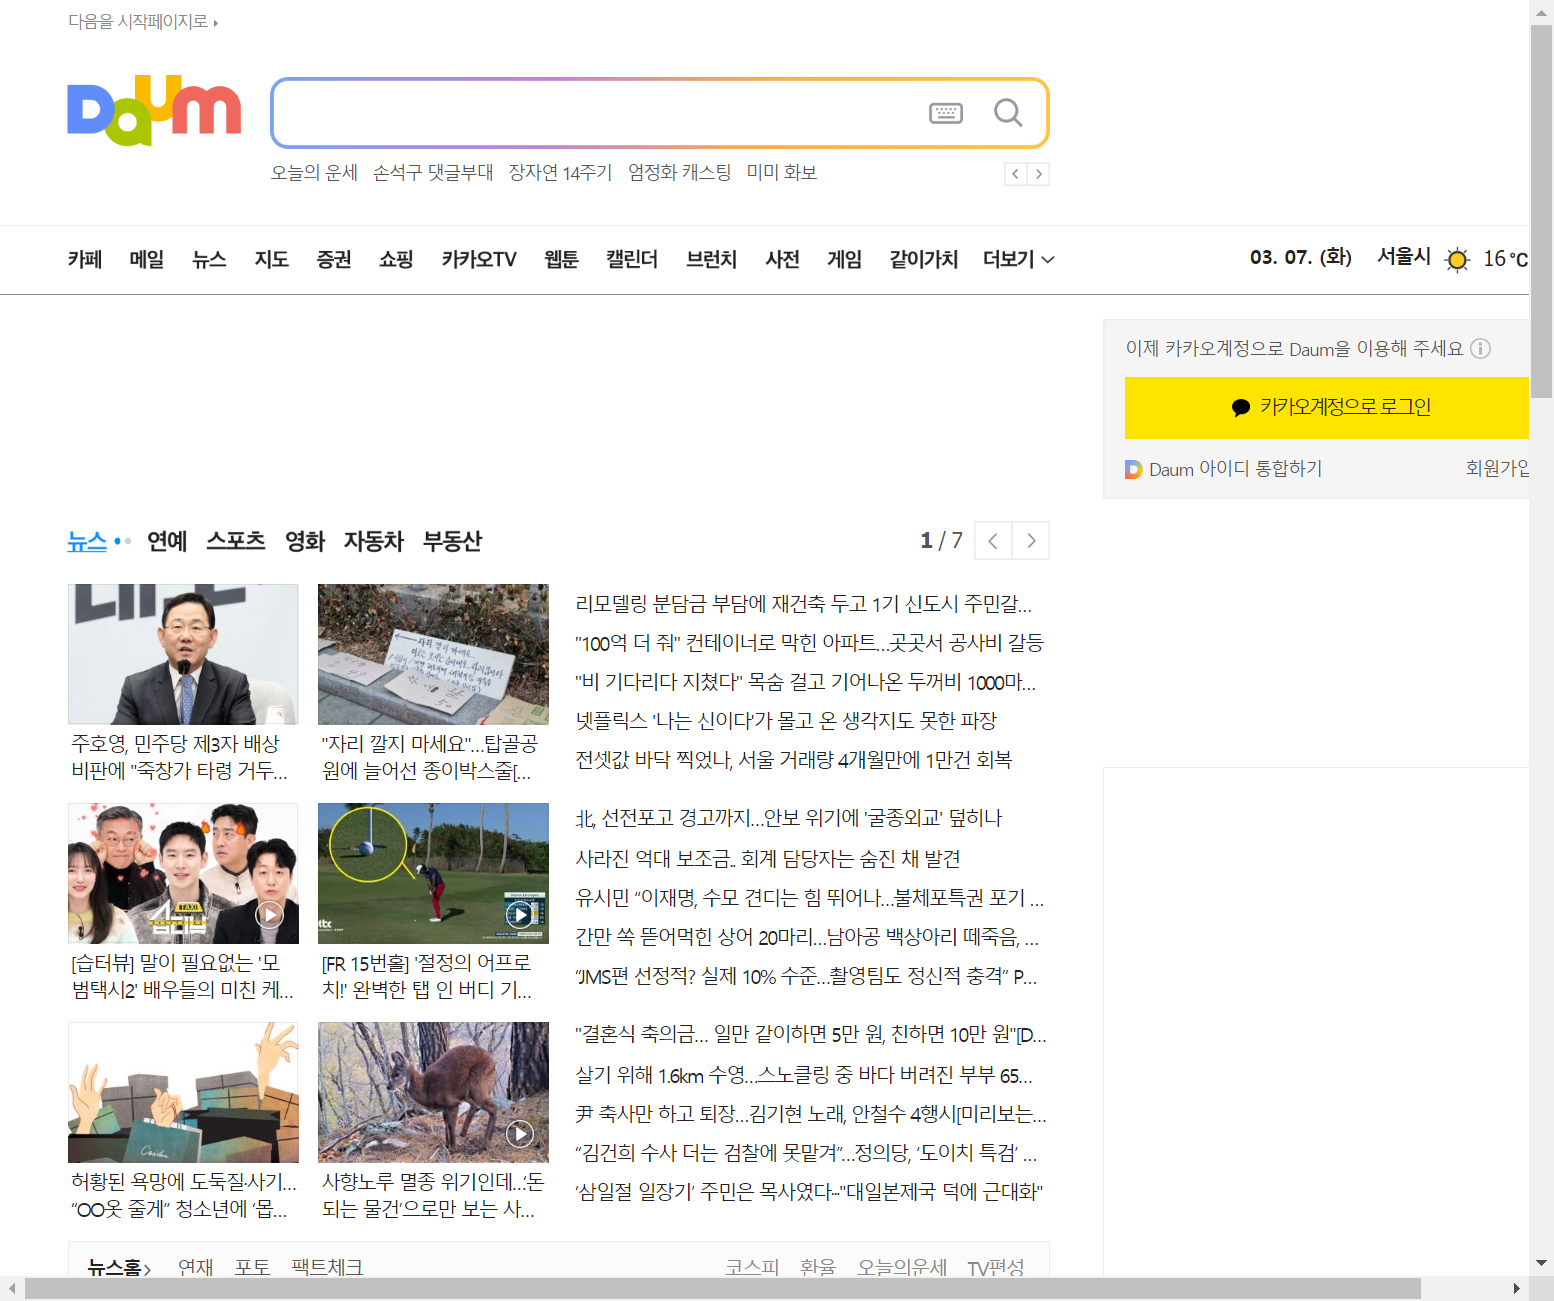 다음을 시작페이지로
Daum
오늘의 운세 손석구 댓글부대 장자연 14주기 엄정화 캐스팅 미미 화보
카페 메일 뉴스 지도 증권 쇼핑 카카오TV 웹툰 캘린더 브런치 사전 게임 같이가치 더보기
03. 07. (화) 서울시 16 °C
이제 카카오계정으로 Daum을 이용해 주세요
카카오계정으로 로그인
Daum 아이디 통합하기 회원가입
뉴스 연예 스포츠 영화 자동차 부동산
1 / 7
주호영, 민주당 제3자 배상
비판에 "죽창가 타령 거두...
"자리 깔지 마세요"...탑골공
원에 늘어선 종이박스줄[...
[습터뷰] 말이 필요없는 '모
범택시2' 배우들의 미친 케...
[FR 15번홀] '절정의 어프로
치!' 완벽한 탭 인 버디 기...
허황된 욕망에 도둑질·사기...
“OO옷 줄게” 청소년에 ‘몹...
사향노루 멸종 위기인데...‘돈
되는 물건’으로만 보는 사...
리모델링 분담금 부담에 재건축 두고 1기 신도시 주민갈...
"100억 더 줘" 컨테이너로 막힌 아파트...곳곳서 공사비 갈등
"비 기다리다 지쳤다" 목숨 걸고 기어나온 두꺼비 1000마...
넷플릭스 '나는 신이다'가 몰고 온 생각지도 못한 파장
전셋값 바닥 찍었나, 서울 거래량 4개월만에 1만건 회복
北, 선전포고 경고까지...안보 위기에 '굴종외교' 덮히나
사라진 억대 보조금.. 회계 담당자는 숨진 채 발견
유시민 “이재명, 수모 견디는 힘 뛰어나...불체포특권 포기 ...
간만 쏙 뜯어먹힌 상어 20마리...남아공 백상아리 떼죽음, ...
“JMS편 선정적? 실제 10% 수준...촬영팀도 정신적 충격” P...
"결혼식 축의금... 일만 같이하면 5만 원, 친하면 10만 원"[D...
살기 위해 1.6km 수영...스노클링 중 바다 버려진 부부 65...
尹 축사만 하고 퇴장...김기현 노래, 안철수 4행시[미리보는...
“김건희 수사 더는 검찰에 못맡겨”...정의당, ‘도이치 특검’ ...
‘삼일절 일장기’ 주민은 목사였다…"대일본제국 덕에 근대화"
뉴스홈 연재 포토 팩트체크 코스피 환율 오늘의운세 TV편성